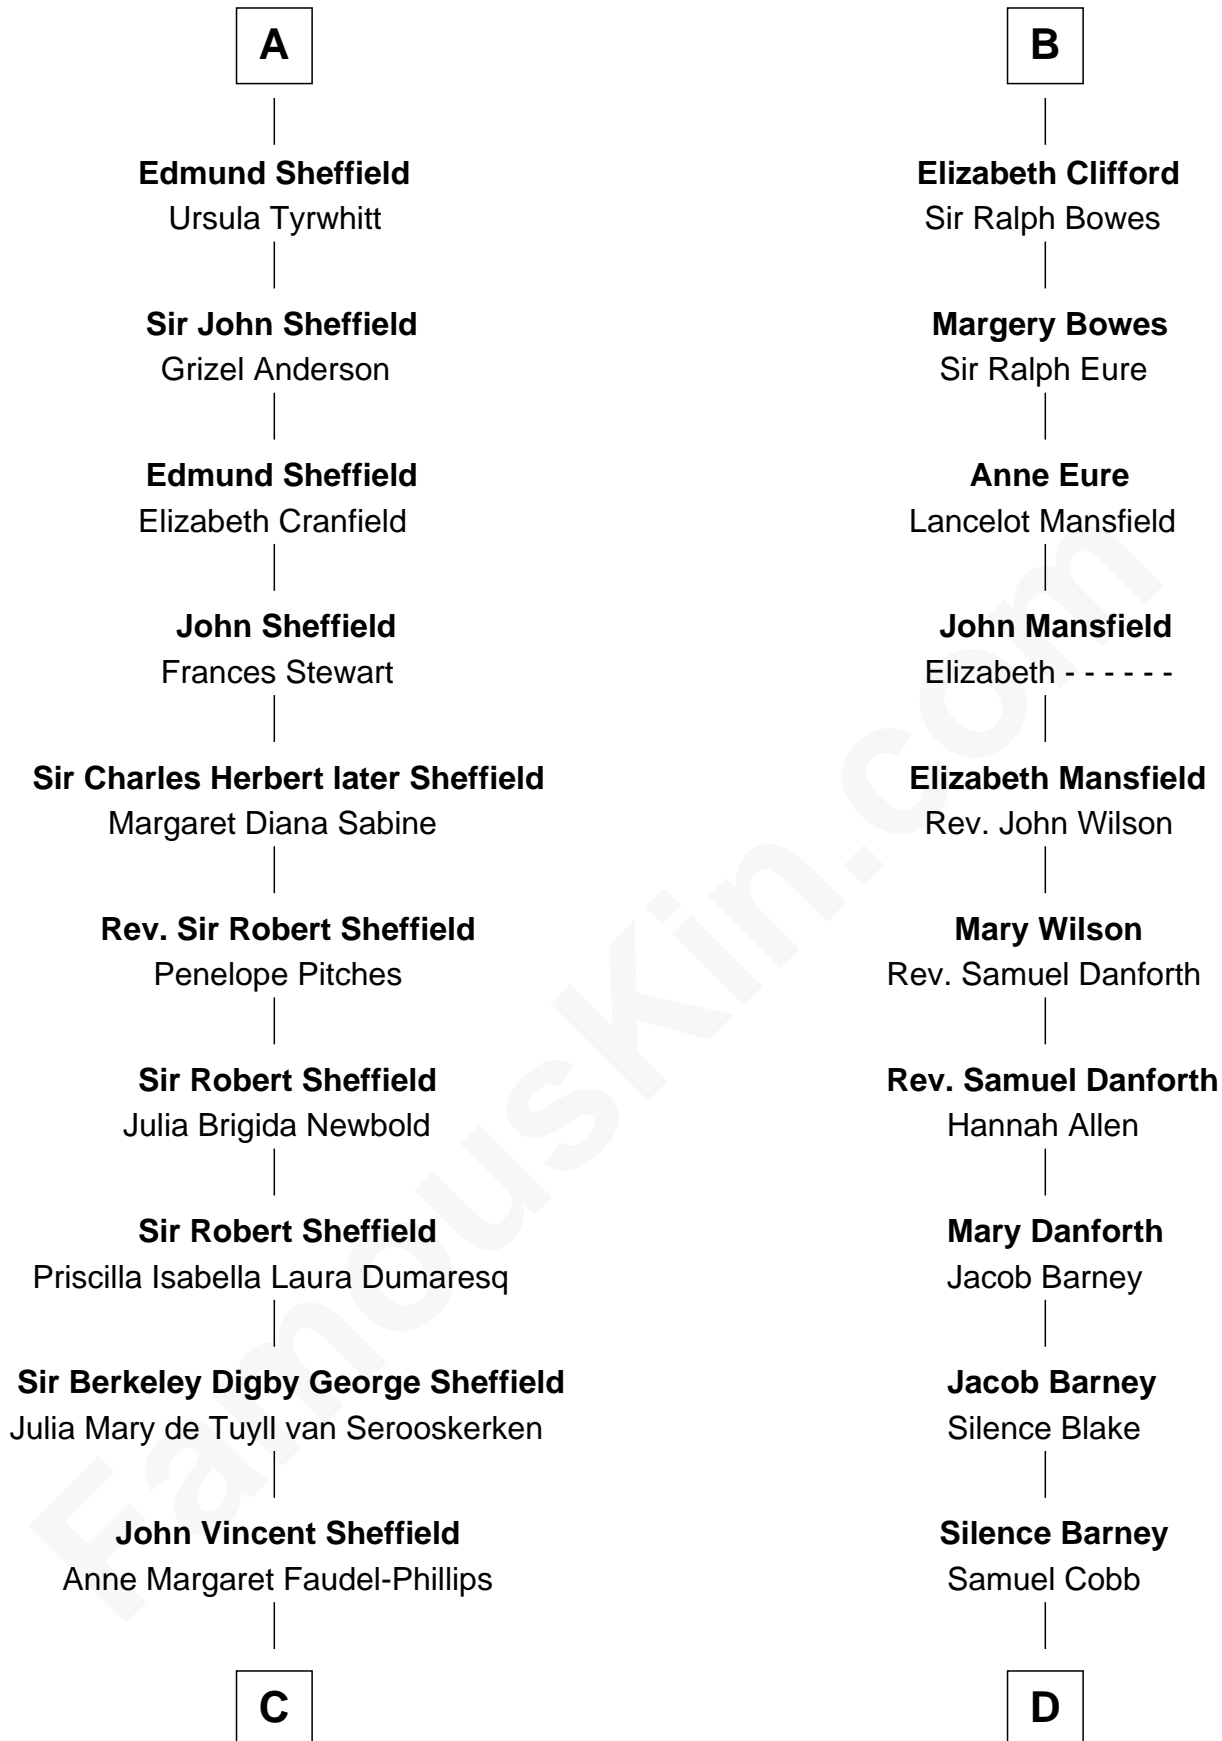 A
Edmund Sheffield
Ursula Tyrwhitt
Sir John Sheffield
Grizel Anderson
Edmund Sheffield
Elizabeth Cranfield
John Sheffield
Frances Stewart
Sir Charles Herbert later Sheffield
Margaret Diana Sabine
Rev. Sir Robert Sheffield
Penelope Pitches
Sir Robert Sheffield
Julia Brigida Newbold
Sir Robert Sheffield
Priscilla Isabella Laura Dumaresq
Sir Berkeley Digby George Sheffield
Julia Mary de Tuyll van Serooskerken
John Vincent Sheffield
Anne Margaret Faudel-Phillips
C
B
Elizabeth Clifford
Sir Ralph Bowes
Margery Bowes
Sir Ralph Eure
Anne Eure
Lancelot Mansfield
John Mansfield
Elizabeth - - - - - -
Elizabeth Mansfield
Rev. John Wilson
Mary Wilson
Rev. Samuel Danforth
Rev. Samuel Danforth
Hannah Allen
Mary Danforth
Jacob Barney
Jacob Barney
Silence Blake
Silence Barney
Samuel Cobb
D
FamousKin.com